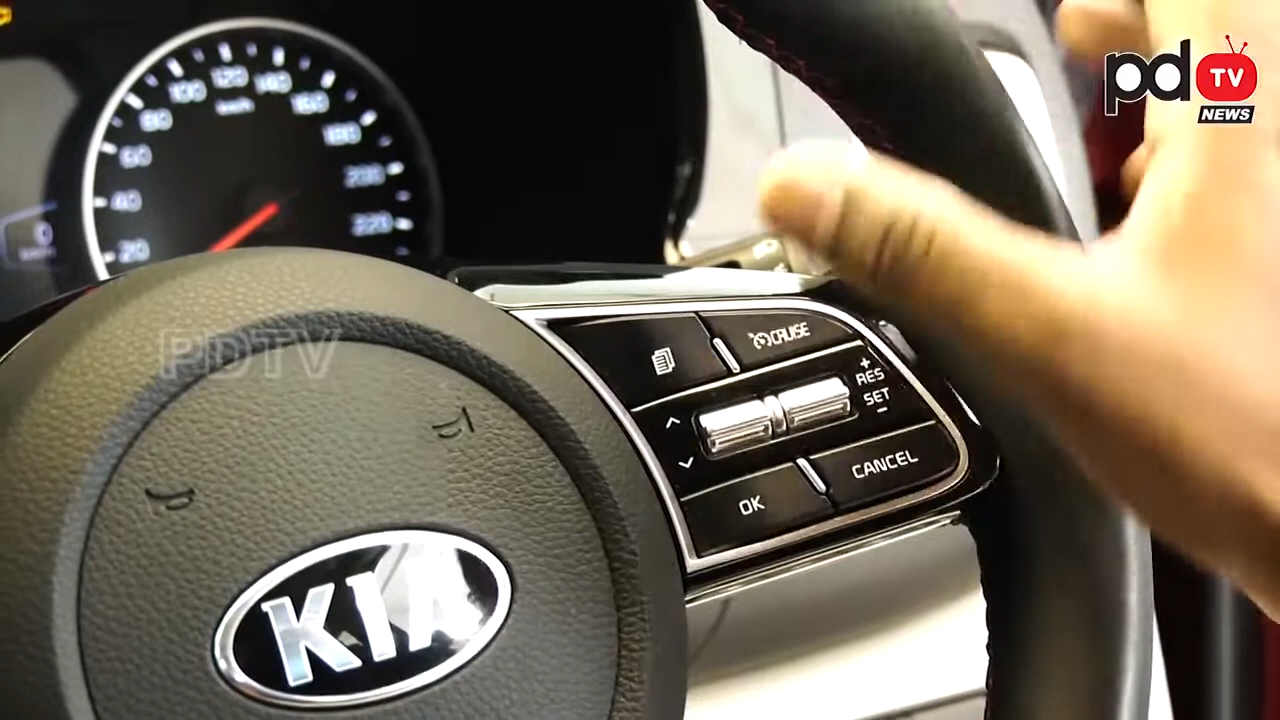 pd TV
NEWS
20
40
60
80
100
120
140
160
180
200
220
km/h
0
PDTV
CRUISE
+
RES
SET
−
OK
CANCEL
KIA